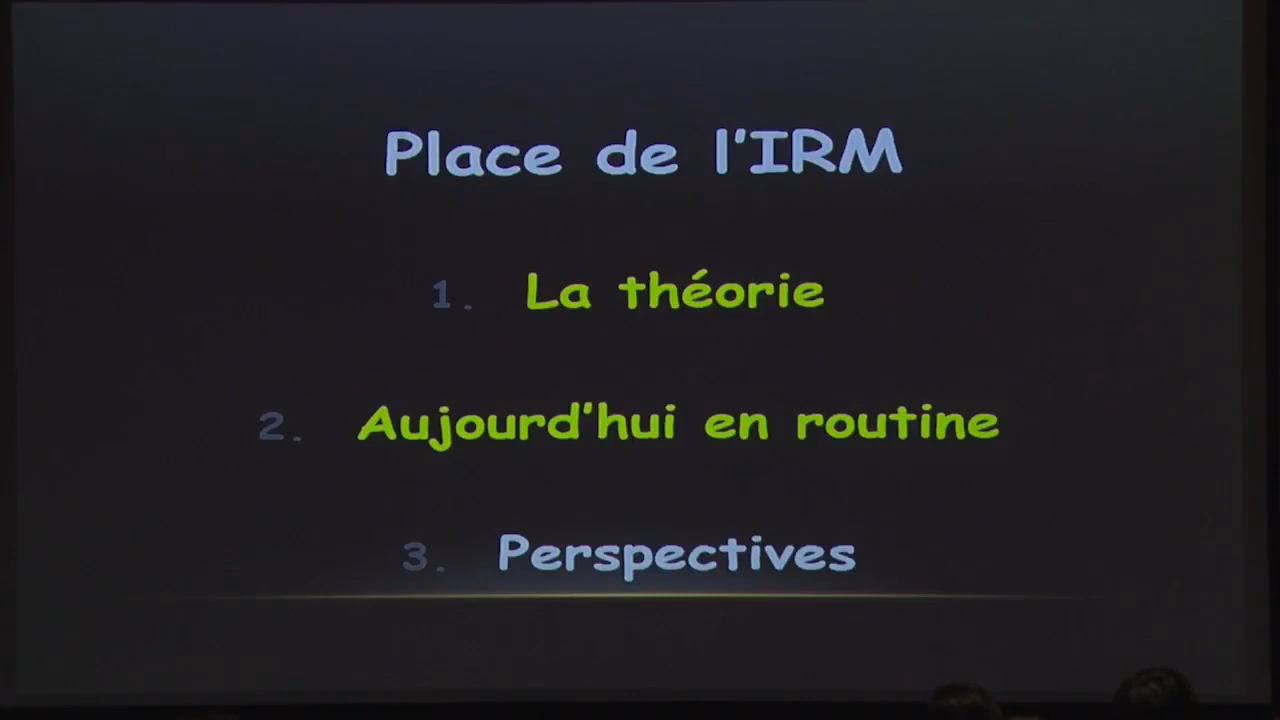 Place de l'IRM
1. La théorie
2. Aujourd'hui en routine
3. Perspectives